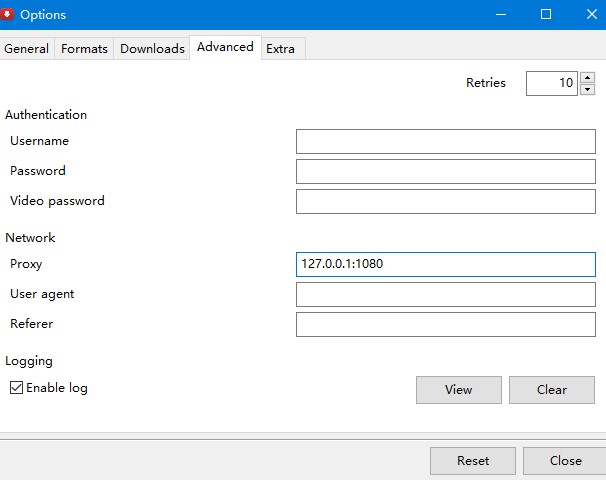 Options
General Formats Downloads Advanced Extra
Retries 10
Authentication
Username
Password
Video password
Network
Proxy 127.0.0.1:1080
User agent
Referer
Logging
Enable log View Clear
Reset Close